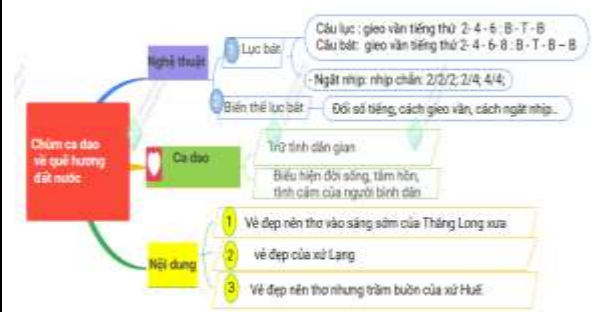 Câu lục : gieo vần tiếng thứ 2- 4 - 6 : B - T - B
Câu bát: gieo vần tiếng thứ 2- 4 - 6- 8 : B - T - B – B
1 Lục bát
Nghệ thuật
- Ngắt nhịp: nhịp chẵn: 2/2/2; 2/4; 4/4;
2 Biến thể lục bát
Đổi số tiếng, cách gieo vần, cách ngắt nhịp...
Chùm ca dao
về quê hương
đất nước
Ca dao
Trữ tình dân gian
Biểu hiện đời sống, tâm hồn,
tình cảm của người bình dân
Nội dung
1 Vẻ đẹp nên thơ vào sáng sớm của Thăng Long xưa
2 vẻ đẹp của xứ Lạng
3 Vẻ đẹp nên thơ nhưng trầm buồn của xứ Huế.